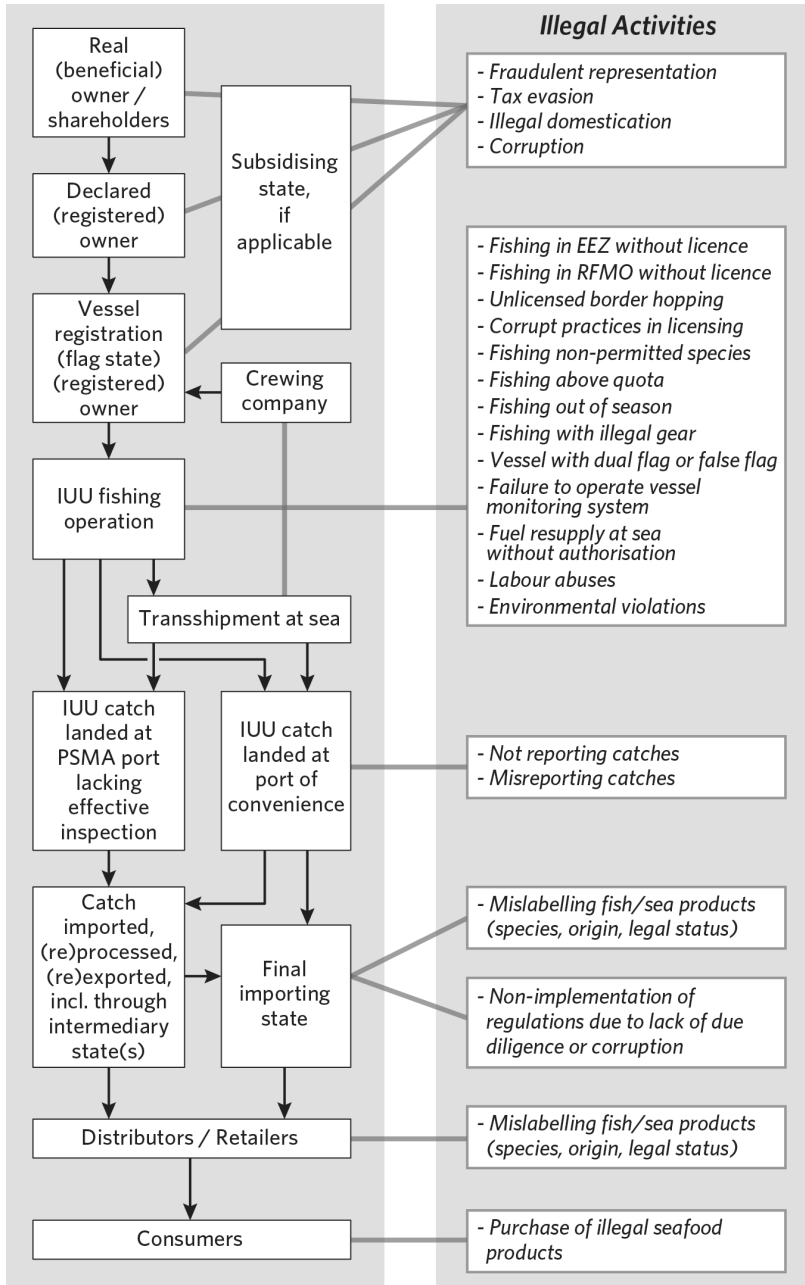 Illegal Activities
Real
(beneficial)
owner /
shareholders
Subsidising
state,
if
applicable
- Fraudulent representation
- Tax evasion
- Illegal domestication
- Corruption
Declared
(registered)
owner
Vessel
registration
(flag state)
(registered)
owner
Crewing
company
IUU fishing
operation
- Fishing in EEZ without licence
- Fishing in RFMO without licence
- Unlicensed border hopping
- Corrupt practices in licensing
- Fishing non-permitted species
- Fishing above quota
- Fishing out of season
- Fishing with illegal gear
- Vessel with dual flag or false flag
- Failure to operate vessel
monitoring system
- Fuel resupply at sea
without authorisation
- Labour abuses
- Environmental violations
Transshipment at sea
IUU catch
landed at
PSMA port
lacking
effective
inspection
IUU catch
landed at
port of
convenience
- Not reporting catches
- Misreporting catches
Catch
imported,
(re)processed,
(re)exported,
incl. through
intermediary
state(s)
Final
importing
state
- Mislabelling fish/sea products
(species, origin, legal status)
- Non-implementation of
regulations due to lack of due
diligence or corruption
Distributors / Retailers
- Mislabelling fish/sea products
(species, origin, legal status)
Consumers
- Purchase of illegal seafood
products